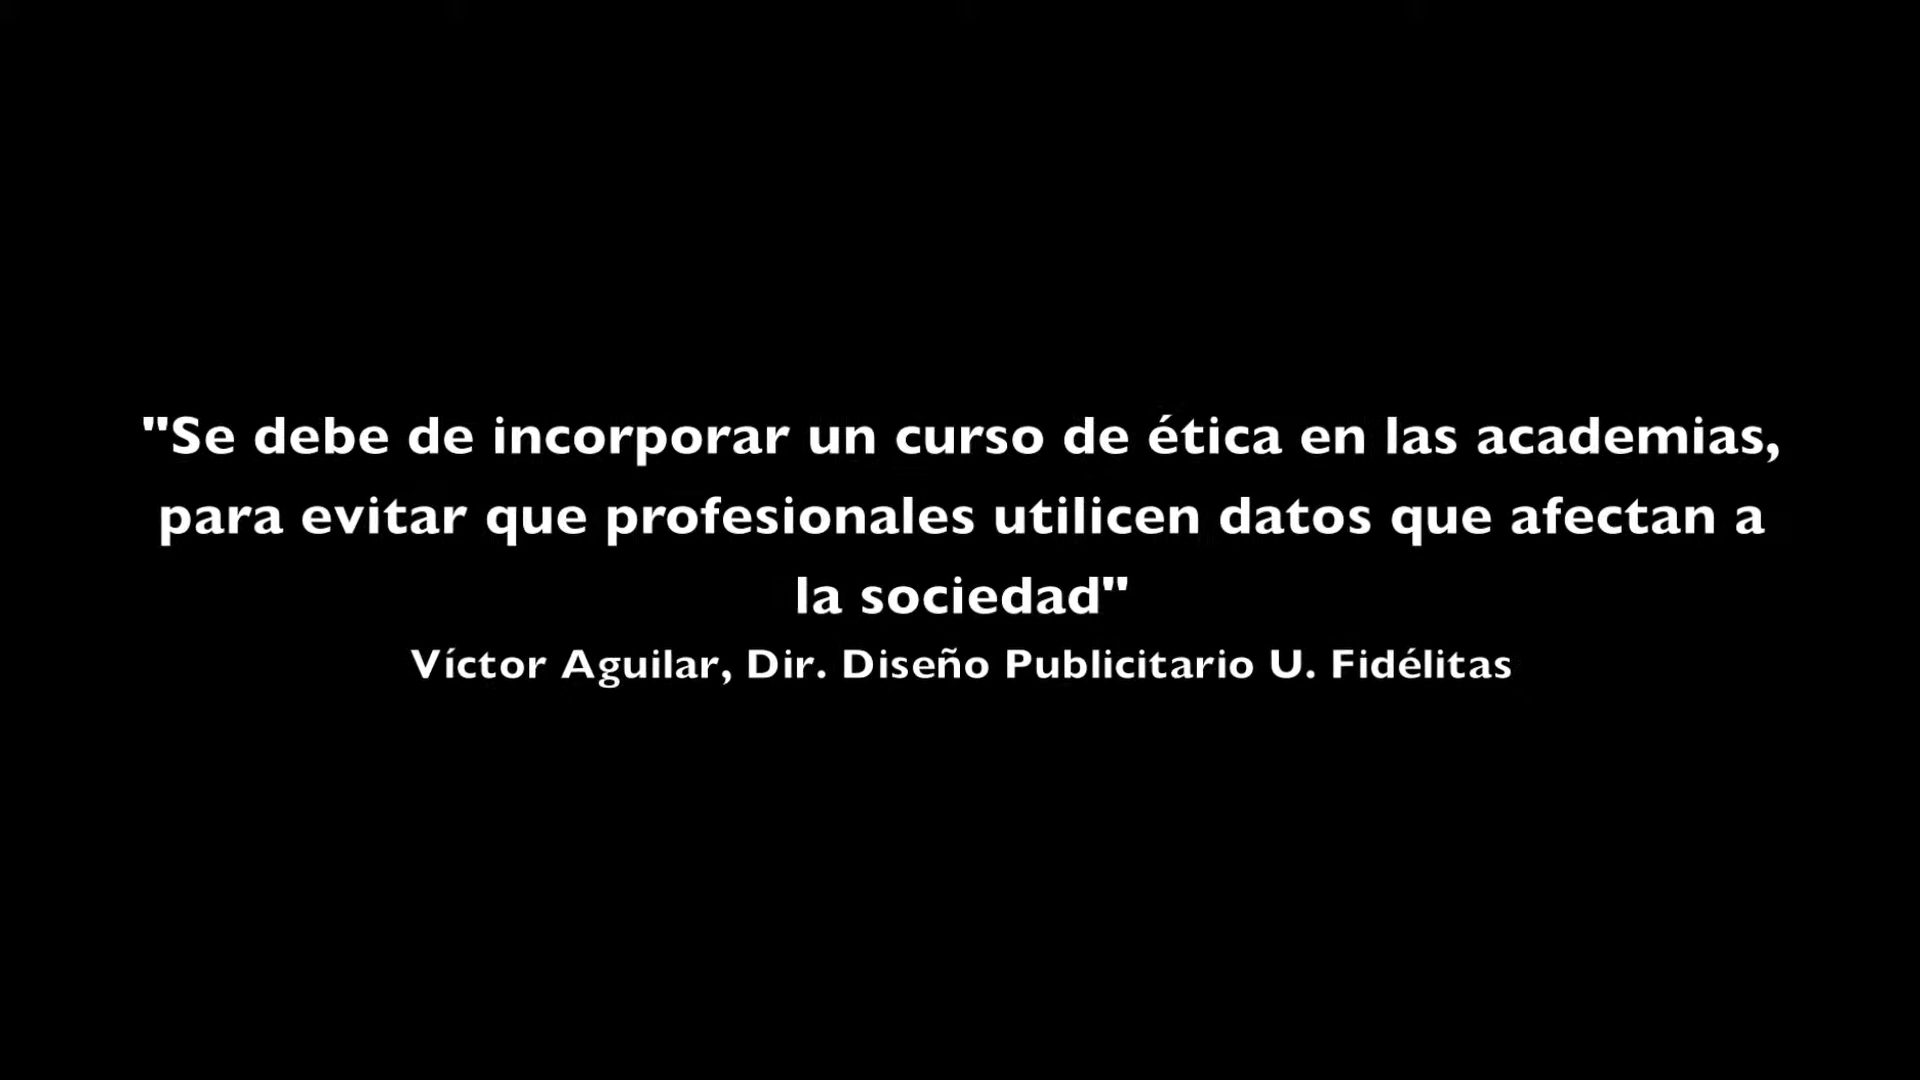 "Se debe de incorporar un curso de ética en las academias,
para evitar que profesionales utilicen datos que afectan a
la sociedad"
Víctor Aguilar, Dir. Diseño Publicitario U. Fidélitas